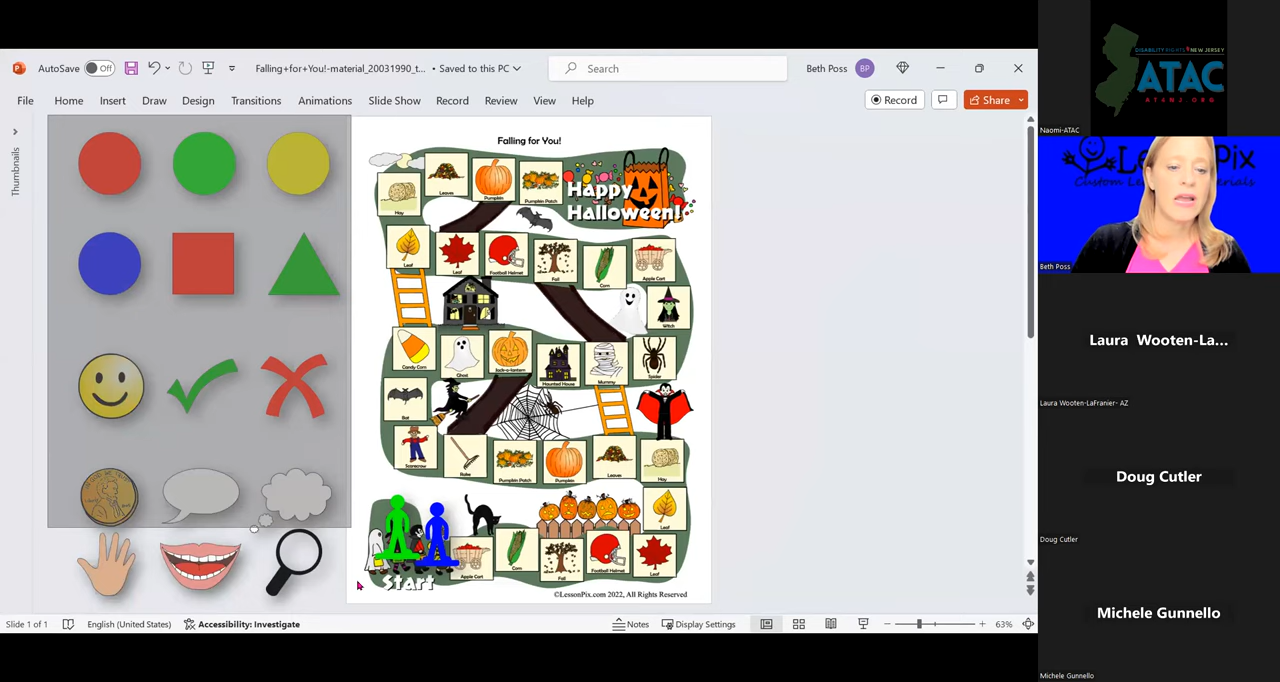 AutoSave Off Falling+for+You!-material_20031990_t... • Saved to this PC Search Beth Poss BP
File Home Insert Draw Design Transitions Animations Slide Show Record Review View Help Record Share
Thumbnails
Falling for You!
Leaves Pumpkin Pumpkin Patch
Hay
Happy
Halloween!
Leaf Leaf Football Helmet Fall Corn Apple Cart
Witch
Candy Corn Ghost Jack-o-lantern Haunted House Mummy Spider
Bat
Scarecrow Rake Pumpkin Patch Pumpkin Leaves Hay
Leaf
Apple Cart Corn Fall Football Helmet Leaf
Start
©LessonPix.com 2022, All Rights Reserved
Slide 1 of 1 English (United States) Accessibility: Investigate Notes Display Settings 63%
DISABILITY RIGHTS NEW JERSEY
ATAC
AT4NJ.ORG
Naomi-ATAC
Beth Poss
Laura Wooten-La...
Laura Wooten-LaFranier- AZ
Doug Cutler
Doug Cutler
Michele Gunnello
Michele Gunnello